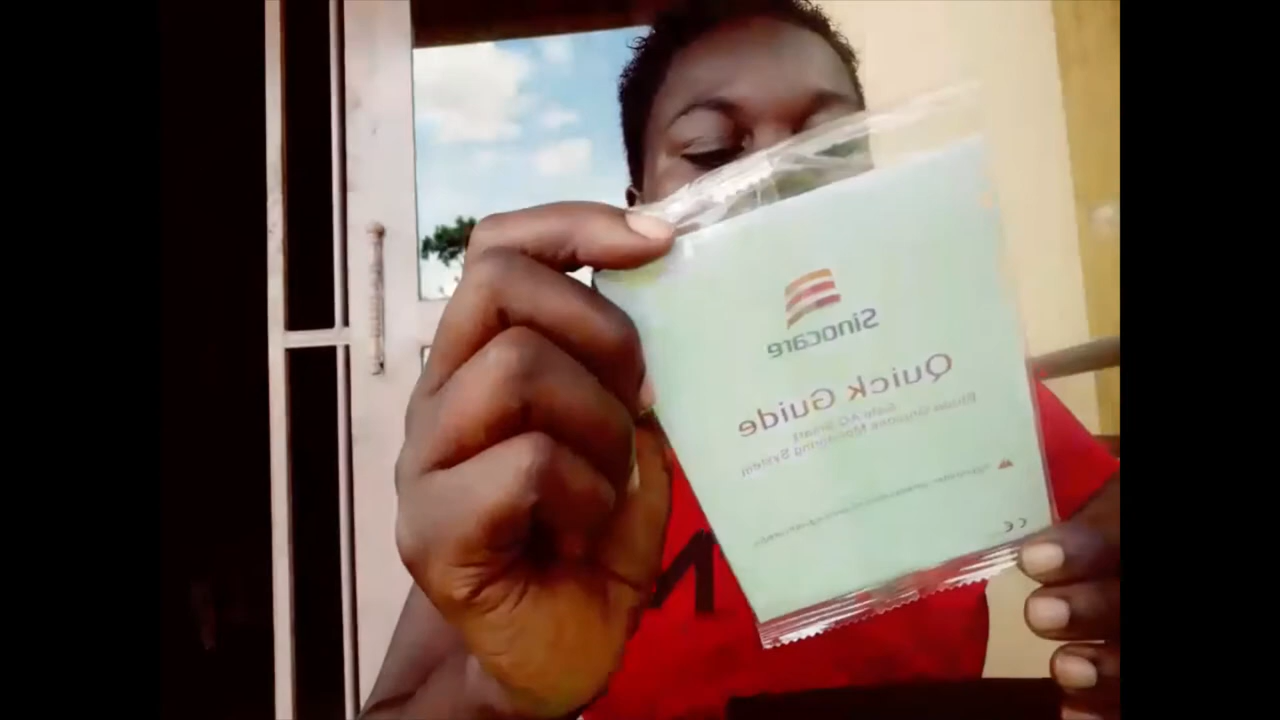 Sinocare
Quick Guide
Safe AQ Smart
Blood Glucose Monitoring System
CE